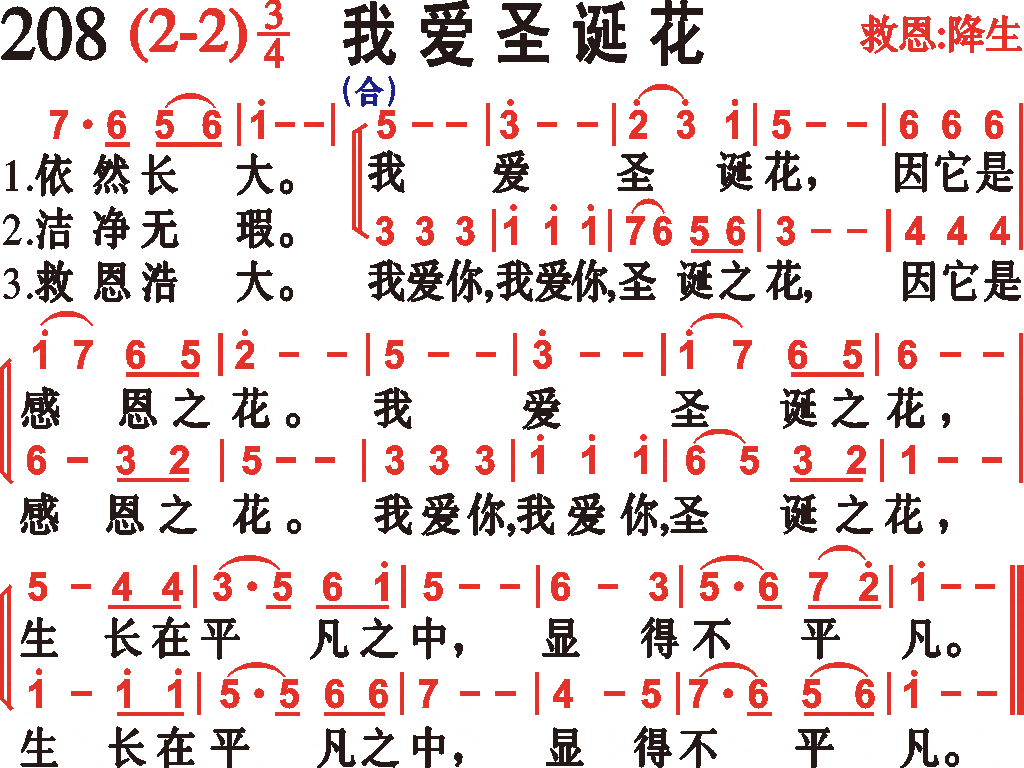 208 (2-2) 3/4 我爱圣诞花 救恩:降生
(合)
7· 6 5 6 | i - - | 5 - - | 3̇ - - | 2̇ 3̇ i | 5 - - | 6 6 6 |
1.依然长 大。 我 爱 圣 诞花， 因它是
2.洁净无 瑕。 3 3 3 | i i i | 7 6 5 6 | 3 - - | 4 4 4 |
3.救恩浩 大。 我爱你,我爱你,圣 诞之花, 因它是
i 7 6 5 | 2̇ - - | 5 - - | 3̇ - - | i 7 6 5 | 6 - - |
感 恩之花。 我 爱 圣 诞之花，
6 - 3 2 | 5 - - | 3 3 3 | i i i | 6 5 3 2 | 1 - - |
感 恩之 花。 我爱你,我爱你,圣 诞之花，
5 - 4 4 | 3· 5 6 i | 5 - - | 6 - 3 | 5· 6 7 2̇ | i - - ‖
生 长在平 凡之中， 显 得不 平 凡。
i - i i | 5· 5 6 6 | 7 - - | 4 - 5 | 7· 6 5 6 | i - - ‖
生 长在平 凡之中， 显 得不 平 凡。